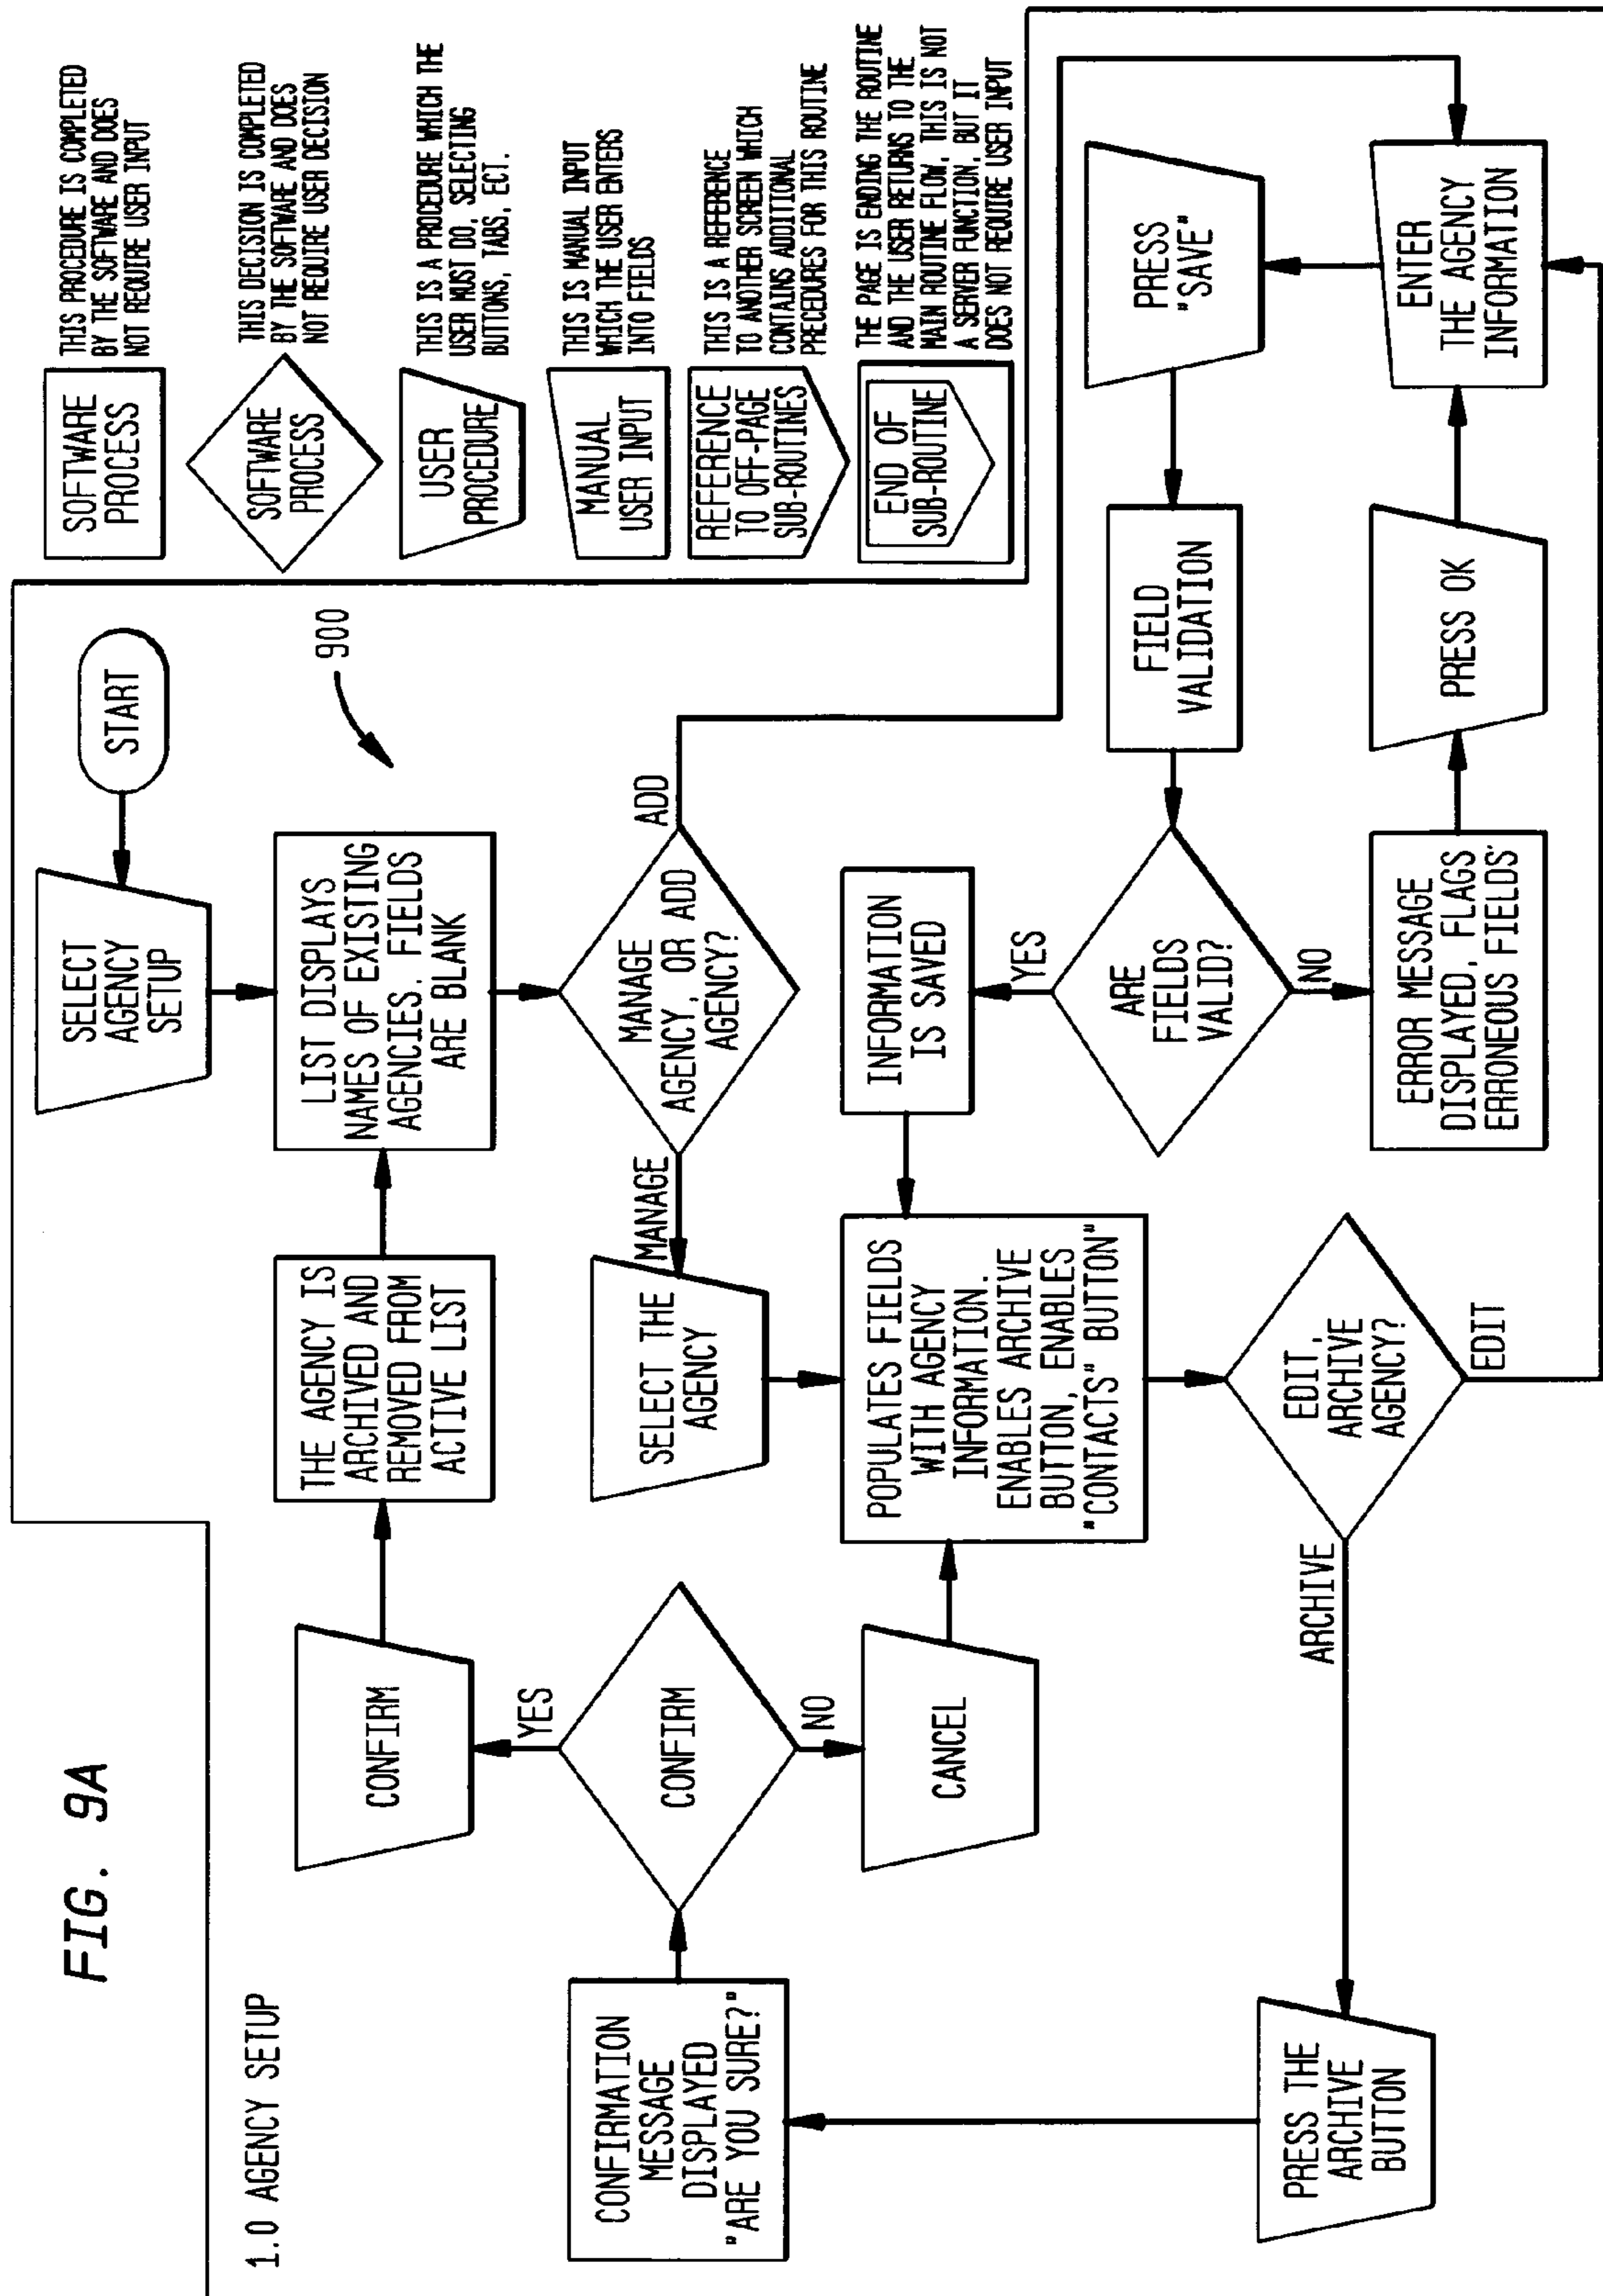 FIG. 9A
1.0 AGENCY SETUP
START
900
SELECT
AGENCY
SETUP
LIST DISPLAYS
NAMES OF EXISTING
AGENCIES. FIELDS
ARE BLANK
MANAGE
AGENCY, OR ADD
AGENCY?
ADD
MANAGE
THE AGENCY IS
ARCHIVED AND
REMOVED FROM
ACTIVE LIST
CONFIRM
YES
CONFIRM
NO
CANCEL
CONFIRMATION
MESSAGE
DISPLAYED
"ARE YOU SURE?"
SELECT THE
AGENCY
POPULATES FIELDS
WITH AGENCY
INFORMATION.
ENABLES ARCHIVE
BUTTON, ENABLES
"CONTACTS" BUTTON"
INFORMATION
IS SAVED
YES
ARE
FIELDS
VALID?
NO
FIELD
VALIDATION
PRESS
"SAVE"
ENTER
THE AGENCY
INFORMATION
PRESS OK
ERROR MESSAGE
DISPLAYED, FLAGS
ERRONEOUS FIELDS'
EDIT,
ARCHIVE
AGENCY?
EDIT
ARCHIVE
PRESS THE
ARCHIVE
BUTTON
SOFTWARE
PROCESS
THIS PROCEDURE IS COMPLETED
BY THE SOFTWARE AND DOES
NOT REQUIRE USER INPUT
SOFTWARE
PROCESS
THIS DECISION IS COMPLETED
BY THE SOFTWARE AND DOES
NOT REQUIRE USER DECISION
USER
PROCEDURE
THIS IS A PROCEDURE WHICH THE
USER MUST DO, SELECTING
BUTTONS, TABS, ECT.
MANUAL
USER INPUT
THIS IS MANUAL INPUT
WHICH THE USER ENTERS
INTO FIELDS
REFERENCE
TO OFF-PAGE
SUB-ROUTINES
THIS IS A REFERENCE
TO ANOTHER SCREEN WHICH
CONTAINS ADDITIONAL
PRECEDURES FOR THIS ROUTINE
END OF
SUB-ROUTINE
THE PAGE IS ENDING THE ROUTINE
AND THE USER RETURNS TO THE
MAIN ROUTINE FLOW, THIS IS NOT
A SERVER FUNCTION, BUT IT
DOES NOT REQUIRE USER INPUT